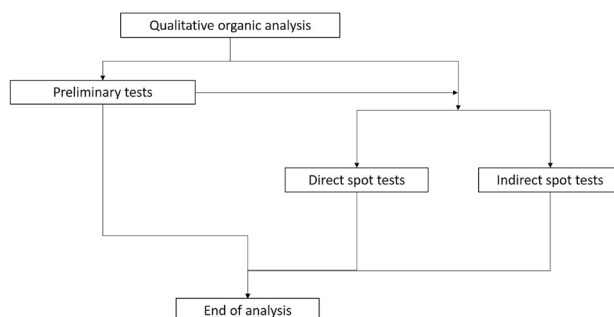 Qualitative organic analysis
Preliminary tests
Direct spot tests
Indirect spot tests
End of analysis